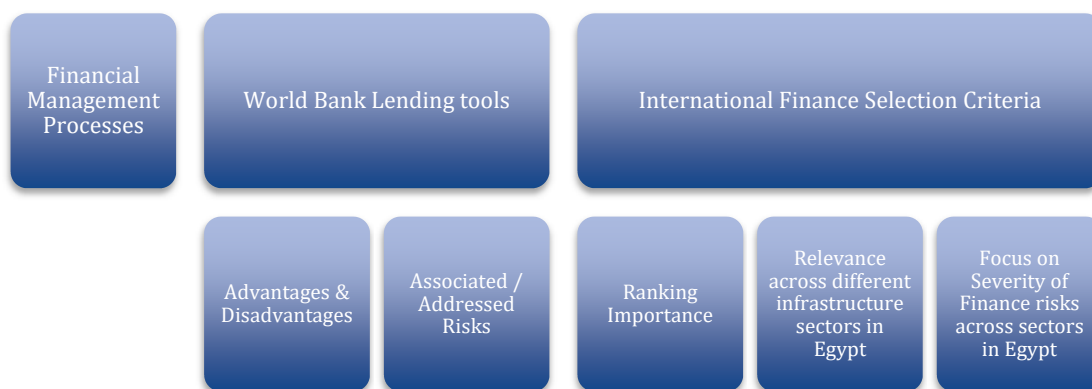 Financial
Management
Processes
World Bank Lending tools
International Finance Selection Criteria
Advantages &
Disadvantages
Associated /
Addressed
Risks
Ranking
Importance
Relevance
across different
infrastructure
sectors in
Egypt
Focus on
Severity of
Finance risks
across sectors
in Egypt